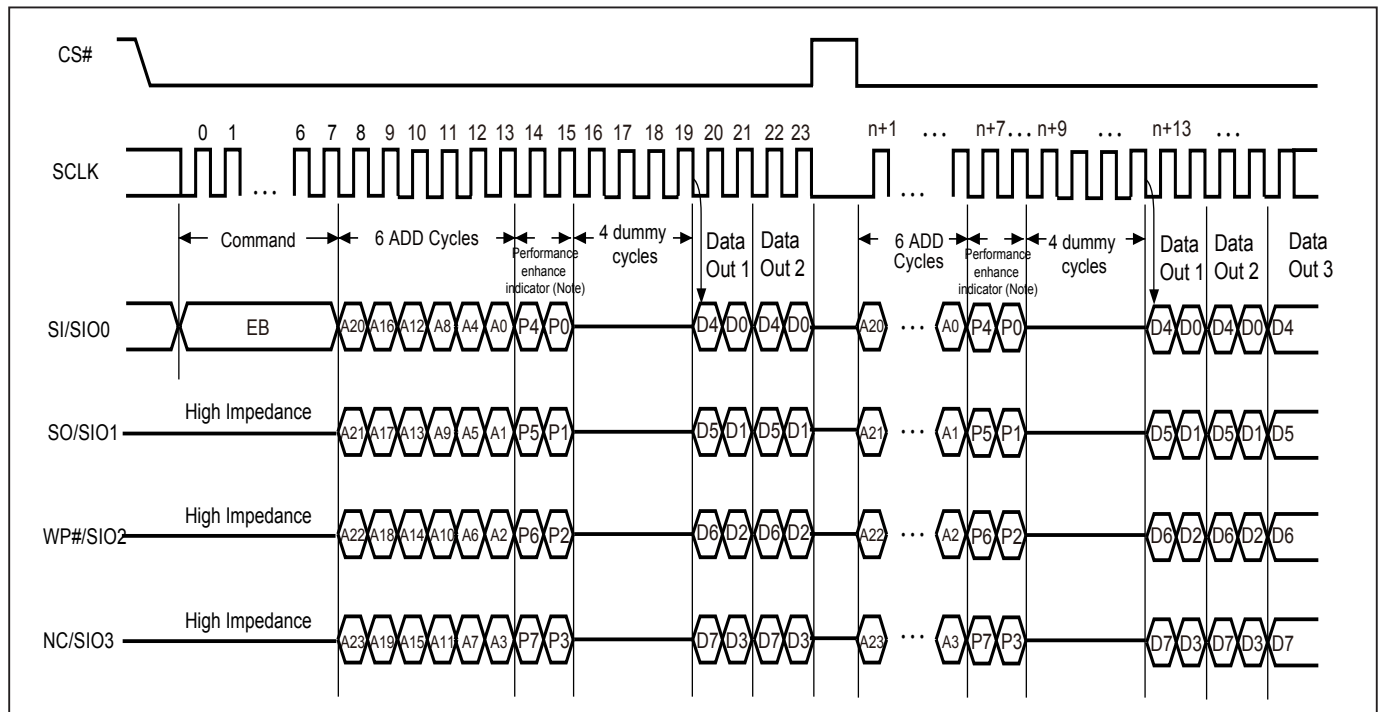 CS#
0 1 6 7 8 9 10 11 12 13 14 15 16 17 18 19 20 21 22 23 n+1 ... n+7... n+9 ... n+13 ...
SCLK
... ...
Command
6 ADD Cycles
Performance
enhance
indicator (Note)
4 dummy
cycles
Data
Out 1
Data
Out 2
6 ADD
Cycles
Performance
enhance
indicator (Note)
4 dummy
cycles
Data
Out 1
Data
Out 2
Data
Out 3
SI/SIO0 EB A20 A16 A12 A8 A4 A0 P4 P0 D4 D0 D4 D0 A20 ... A0 P4 P0 D4 D0 D4 D0 D4
High Impedance
SO/SIO1 A21 A17 A13 A9 A5 A1 P5 P1 D5 D1 D5 D1 A21 ... A1 P5 P1 D5 D1 D5 D1 D5
High Impedance
WP#/SIO2 A22 A18 A14 A10 A6 A2 P6 P2 D6 D2 D6 D2 A22 ... A2 P6 P2 D6 D2 D6 D2 D6
High Impedance
NC/SIO3 A23 A19 A15 A11 A7 A3 P7 P3 D7 D3 D7 D3 A23 ... A3 P7 P3 D7 D3 D7 D3 D7